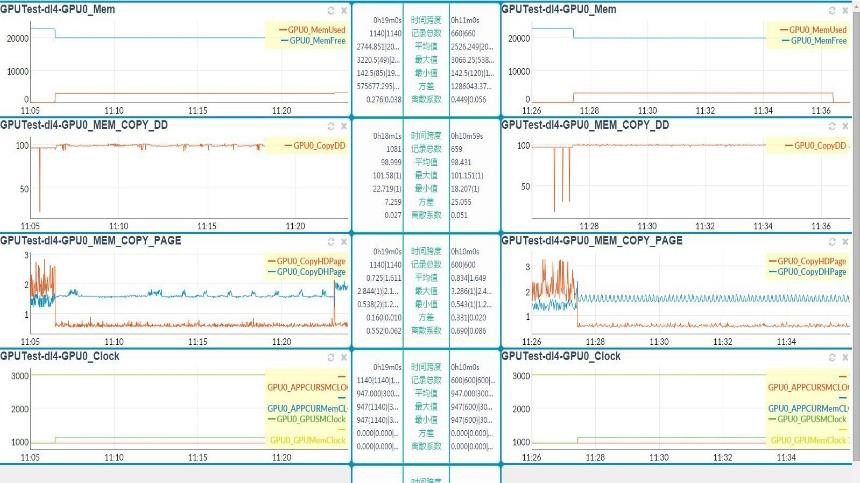 GPUTest-dl4-GPU0_Mem
GPU0_MemUsed
GPU0_MemFree
20000
10000
0
11:05
11:10
11:15
11:20
0h19m0s 时间跨度 0h11m0s
1140|1140 记录总数 660|660
2744.851|20... 平均值 2526.249|20...
3220.5(49)|2... 最大值 3066.25(538...
142.5(85)|19... 最小值 142.5(120)|1...
575677.295|... 方差 1286043.37...
0.276|0.038 离散系数 0.449|0.056
GPUTest-dl4-GPU0_Mem
GPU0_MemUsed
GPU0_MemFree
20000
10000
0
11:26
11:28
11:30
11:32
11:34
11:36
GPUTest-dl4-GPU0_MEM_COPY_DD
GPU0_CopyDD
100
50
11:05
11:10
11:15
11:20
0h18m1s 时间跨度 0h10m59s
1081 记录总数 659
98.999 平均值 98.431
101.58(1) 最大值 101.151(1)
22.719(1) 最小值 18.207(1)
7.259 方差 25.055
0.027 离散系数 0.051
GPUTest-dl4-GPU0_MEM_COPY_DD
GPU0_CopyDD
100
50
11:28
11:30
11:32
11:34
11:36
GPUTest-dl4-GPU0_MEM_COPY_PAGE
GPU0_CopyHDPage
GPU0_CopyDHPage
3
2
1
11:05
11:10
11:15
11:20
0h19m0s 时间跨度 0h10m0s
1140|1140 记录总数 600|600
0.725|1.611 平均值 0.834|1.649
2.844(1)|2.1... 最大值 3.286(1)|2.4...
0.538(2)|1.2... 最小值 0.543(1)|1.2...
0.160|0.010 方差 0.331|0.020
0.552|0.062 离散系数 0.690|0.086
GPUTest-dl4-GPU0_MEM_COPY_PAGE
GPU0_CopyHDPage
GPU0_CopyDHPage
3
2
1
11:26
11:28
11:30
11:32
11:34
GPUTest-dl4-GPU0_Clock
GPU0_APPCURSMCLO
GPU0_APPCURMemCL
GPU0_GPUSMClock
GPU0_GPUMemClock
3000
2000
1000
11:05
11:10
11:15
11:20
0h19m0s 时间跨度 0h10m0s
1140|1140|1... 记录总数 600|600|600|...
947.000|300... 平均值 947.000|300...
947(1140)|3... 最大值 947(600)|30...
947(1140)|3... 最小值 947(600)|30...
0.000|0.000|... 方差 0.000|0.000|...
0.000|0.000|... 离散系数 0.000|0.000|...
GPUTest-dl4-GPU0_Clock
GPU0_APPCURSMCLO
GPU0_APPCURMemCL
GPU0_GPUSMClock
GPU0_GPUMemClock
3000
2000
1000
11:26
11:28
11:30
11:32
11:34
时间跨度